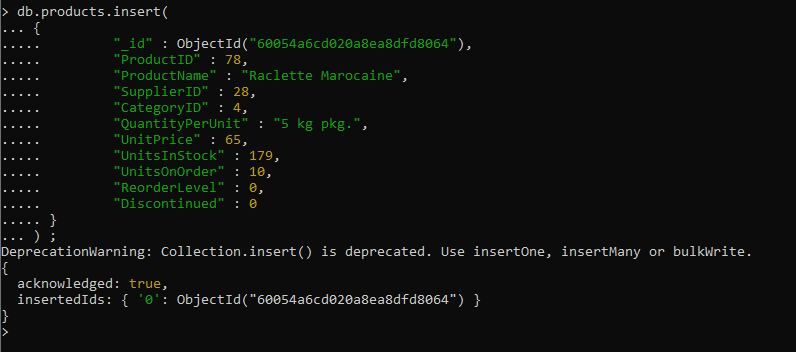 > db.products.insert(
... {
.....         "_id" : ObjectId("60054a6cd020a8ea8dfd8064"),
.....         "ProductID" : 78,
.....         "ProductName" : "Raclette Marocaine",
.....         "SupplierID" : 28,
.....         "CategoryID" : 4,
.....         "QuantityPerUnit" : "5 kg pkg.",
.....         "UnitPrice" : 65,
.....         "UnitsInStock" : 179,
.....         "UnitsOnOrder" : 10,
.....         "ReorderLevel" : 0,
.....         "Discontinued" : 0
..... }
... ) ;
DeprecationWarning: Collection.insert() is deprecated. Use insertOne, insertMany or bulkWrite.
{
  acknowledged: true,
  insertedIds: { '0': ObjectId("60054a6cd020a8ea8dfd8064") }
}
>